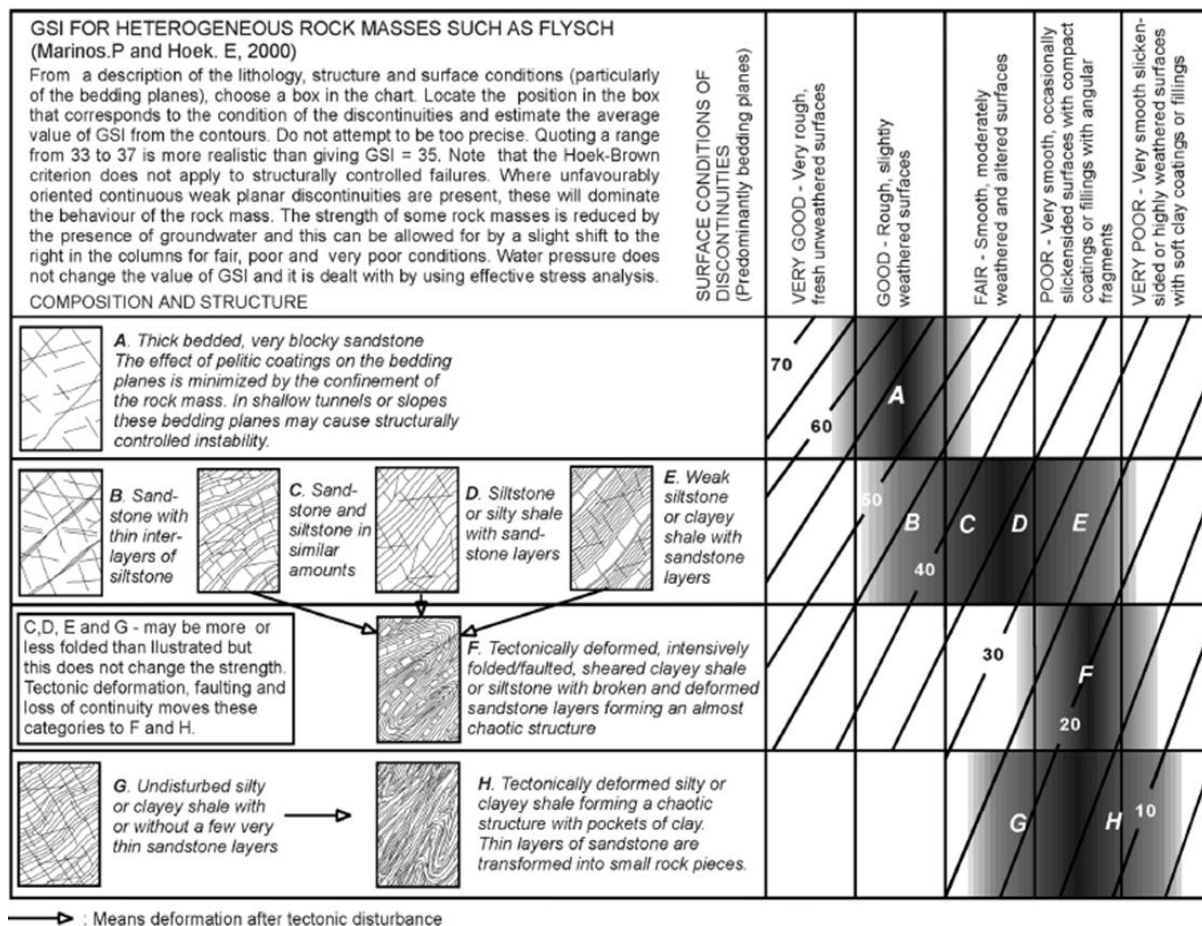 GSI FOR HETEROGENEOUS ROCK MASSES SUCH AS FLYSCH
(Marinos.P and Hoek. E, 2000)
From a description of the lithology, structure and surface conditions (particularly
of the bedding planes), choose a box in the chart. Locate the position in the box
that corresponds to the condition of the discontinuities and estimate the average
value of GSI from the contours. Do not attempt to be too precise. Quoting a range
from 33 to 37 is more realistic than giving GSI = 35. Note that the Hoek-Brown
criterion does not apply to structurally controlled failures. Where unfavourably
oriented continuous weak planar discontinuities are present, these will dominate
the behaviour of the rock mass. The strength of some rock masses is reduced by
the presence of groundwater and this can be allowed for by a slight shift to the
right in the columns for fair, poor and very poor conditions. Water pressure does
not change the value of GSI and it is dealt with by using effective stress analysis.
COMPOSITION AND STRUCTURE
SURFACE CONDITIONS OF
DISCONTINUITIES
(Predominantly bedding planes)
VERY GOOD - Very rough,
fresh unweathered surfaces
GOOD - Rough, slightly
weathered surfaces
FAIR - Smooth, moderately
weathered and altered surfaces
POOR - Very smooth, occasionally
slickensided surfaces with compact
coatings or fillings with angular
fragments
VERY POOR - Very smooth slicken-
sided or highly weathered surfaces
with soft clay coatings or fillings
A. Thick bedded, very blocky sandstone
The effect of pelitic coatings on the bedding
planes is minimized by the confinement of
the rock mass. In shallow tunnels or slopes
these bedding planes may cause structurally
controlled instability.
70
60
A
B. Sand-
stone with
thin inter-
layers of
siltstone
C. Sand-
stone and
siltstone in
similar
amounts
D. Siltstone
or silty shale
with sand-
stone layers
E. Weak
siltstone
or clayey
shale with
sandstone
layers
50
B
C
D
E
40
C,D, E and G - may be more or
less folded than llustrated but
this does not change the strength.
Tectonic deformation, faulting and
loss of continuity moves these
categories to F and H.
F. Tectonically deformed, intensively
folded/faulted, sheared clayey shale
or siltstone with broken and deformed
sandstone layers forming an almost
chaotic structure
30
F
20
G. Undisturbed silty
or clayey shale with
or without a few very
thin sandstone layers
H. Tectonically deformed silty or
clayey shale forming a chaotic
structure with pockets of clay.
Thin layers of sandstone are
transformed into small rock pieces.
G
H
10
: Means deformation after tectonic disturbance